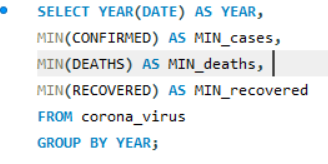 SELECT YEAR(DATE) AS YEAR,
MIN(CONFIRMED) AS MIN_cases,
MIN(DEATHS) AS MIN_deaths,
MIN(RECOVERED) AS MIN_recovered
FROM corona_virus
GROUP BY YEAR;